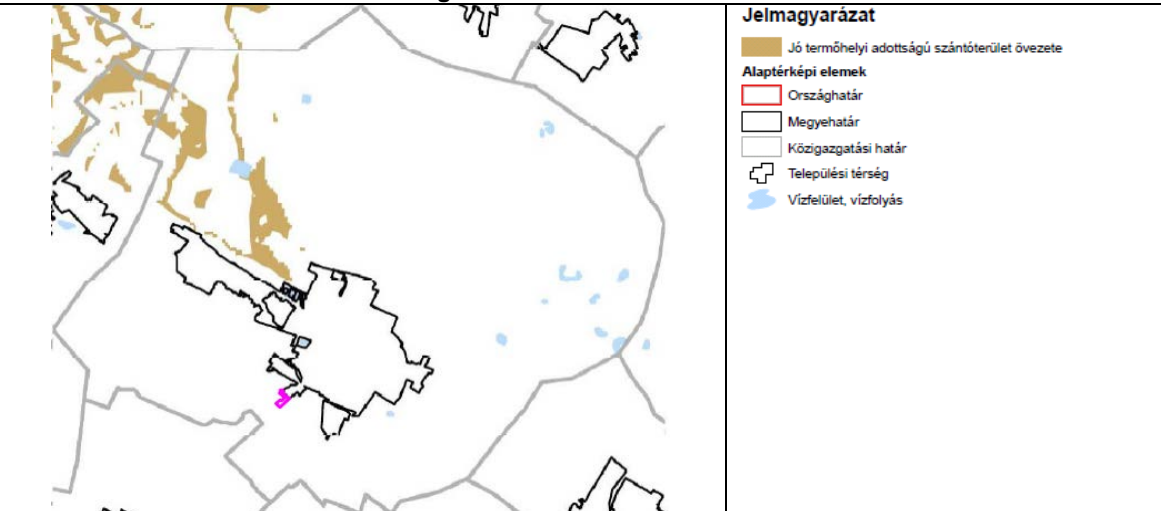 Jelmagyarázat
Jó termőhelyi adottságú szántóterület övezete
Alaptérképi elemek
Országhatár
Megyehatár
Közigazgatási határ
Települési térség
Vízfelület, vízfolyás